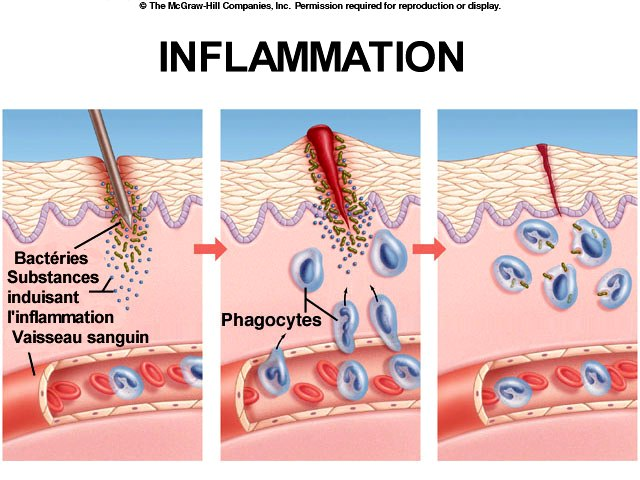 © The McGraw-Hill Companies, Inc. Permission required for reproduction or display.
INFLAMMATION
Bactéries
Substances
induisant
l'inflammation
Vaisseau sanguin
Phagocytes